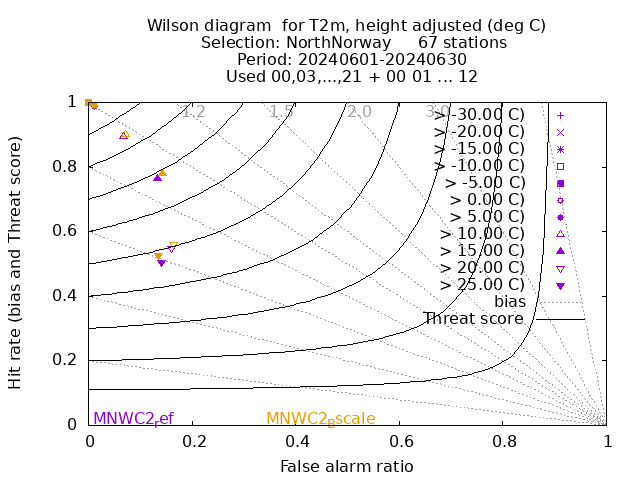 Wilson diagram  for T2m, height adjusted (deg C)
Selection: NorthNorway     67 stations
Period: 20240601-20240630
Used 00,03,...,21 + 00 01 ... 12
Hit rate (bias and Threat score)
1
0.8
0.6
0.4
0.2
0
1.2 1.5 2.0 3.0
> -30.00 C)
> -20.00 C)
> -15.00 C)
> -10.00 C)
> -5.00 C)
> 0.00 C)
> 5.00 C)
> 10.00 C)
> 15.00 C)
> 20.00 C)
> 25.00 C)
bias
Threat score
MNWC2ref MNWC2Bscale
0 0.2 0.4 0.6 0.8 1
False alarm ratio